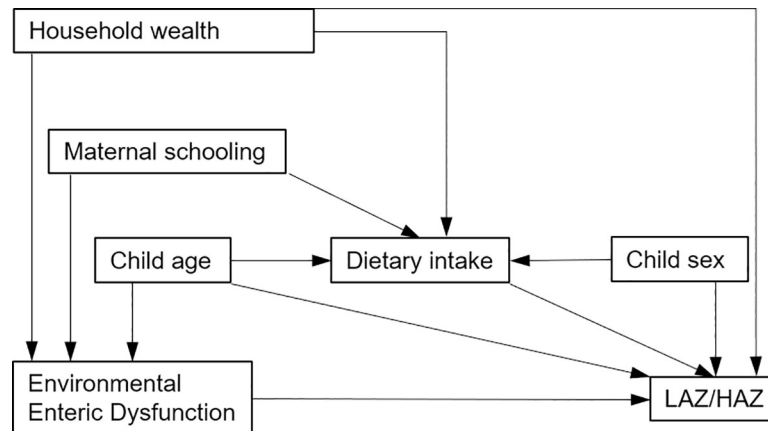 Household wealth
Maternal schooling
Child age
Dietary intake
Child sex
Environmental
Enteric Dysfunction
LAZ/HAZ